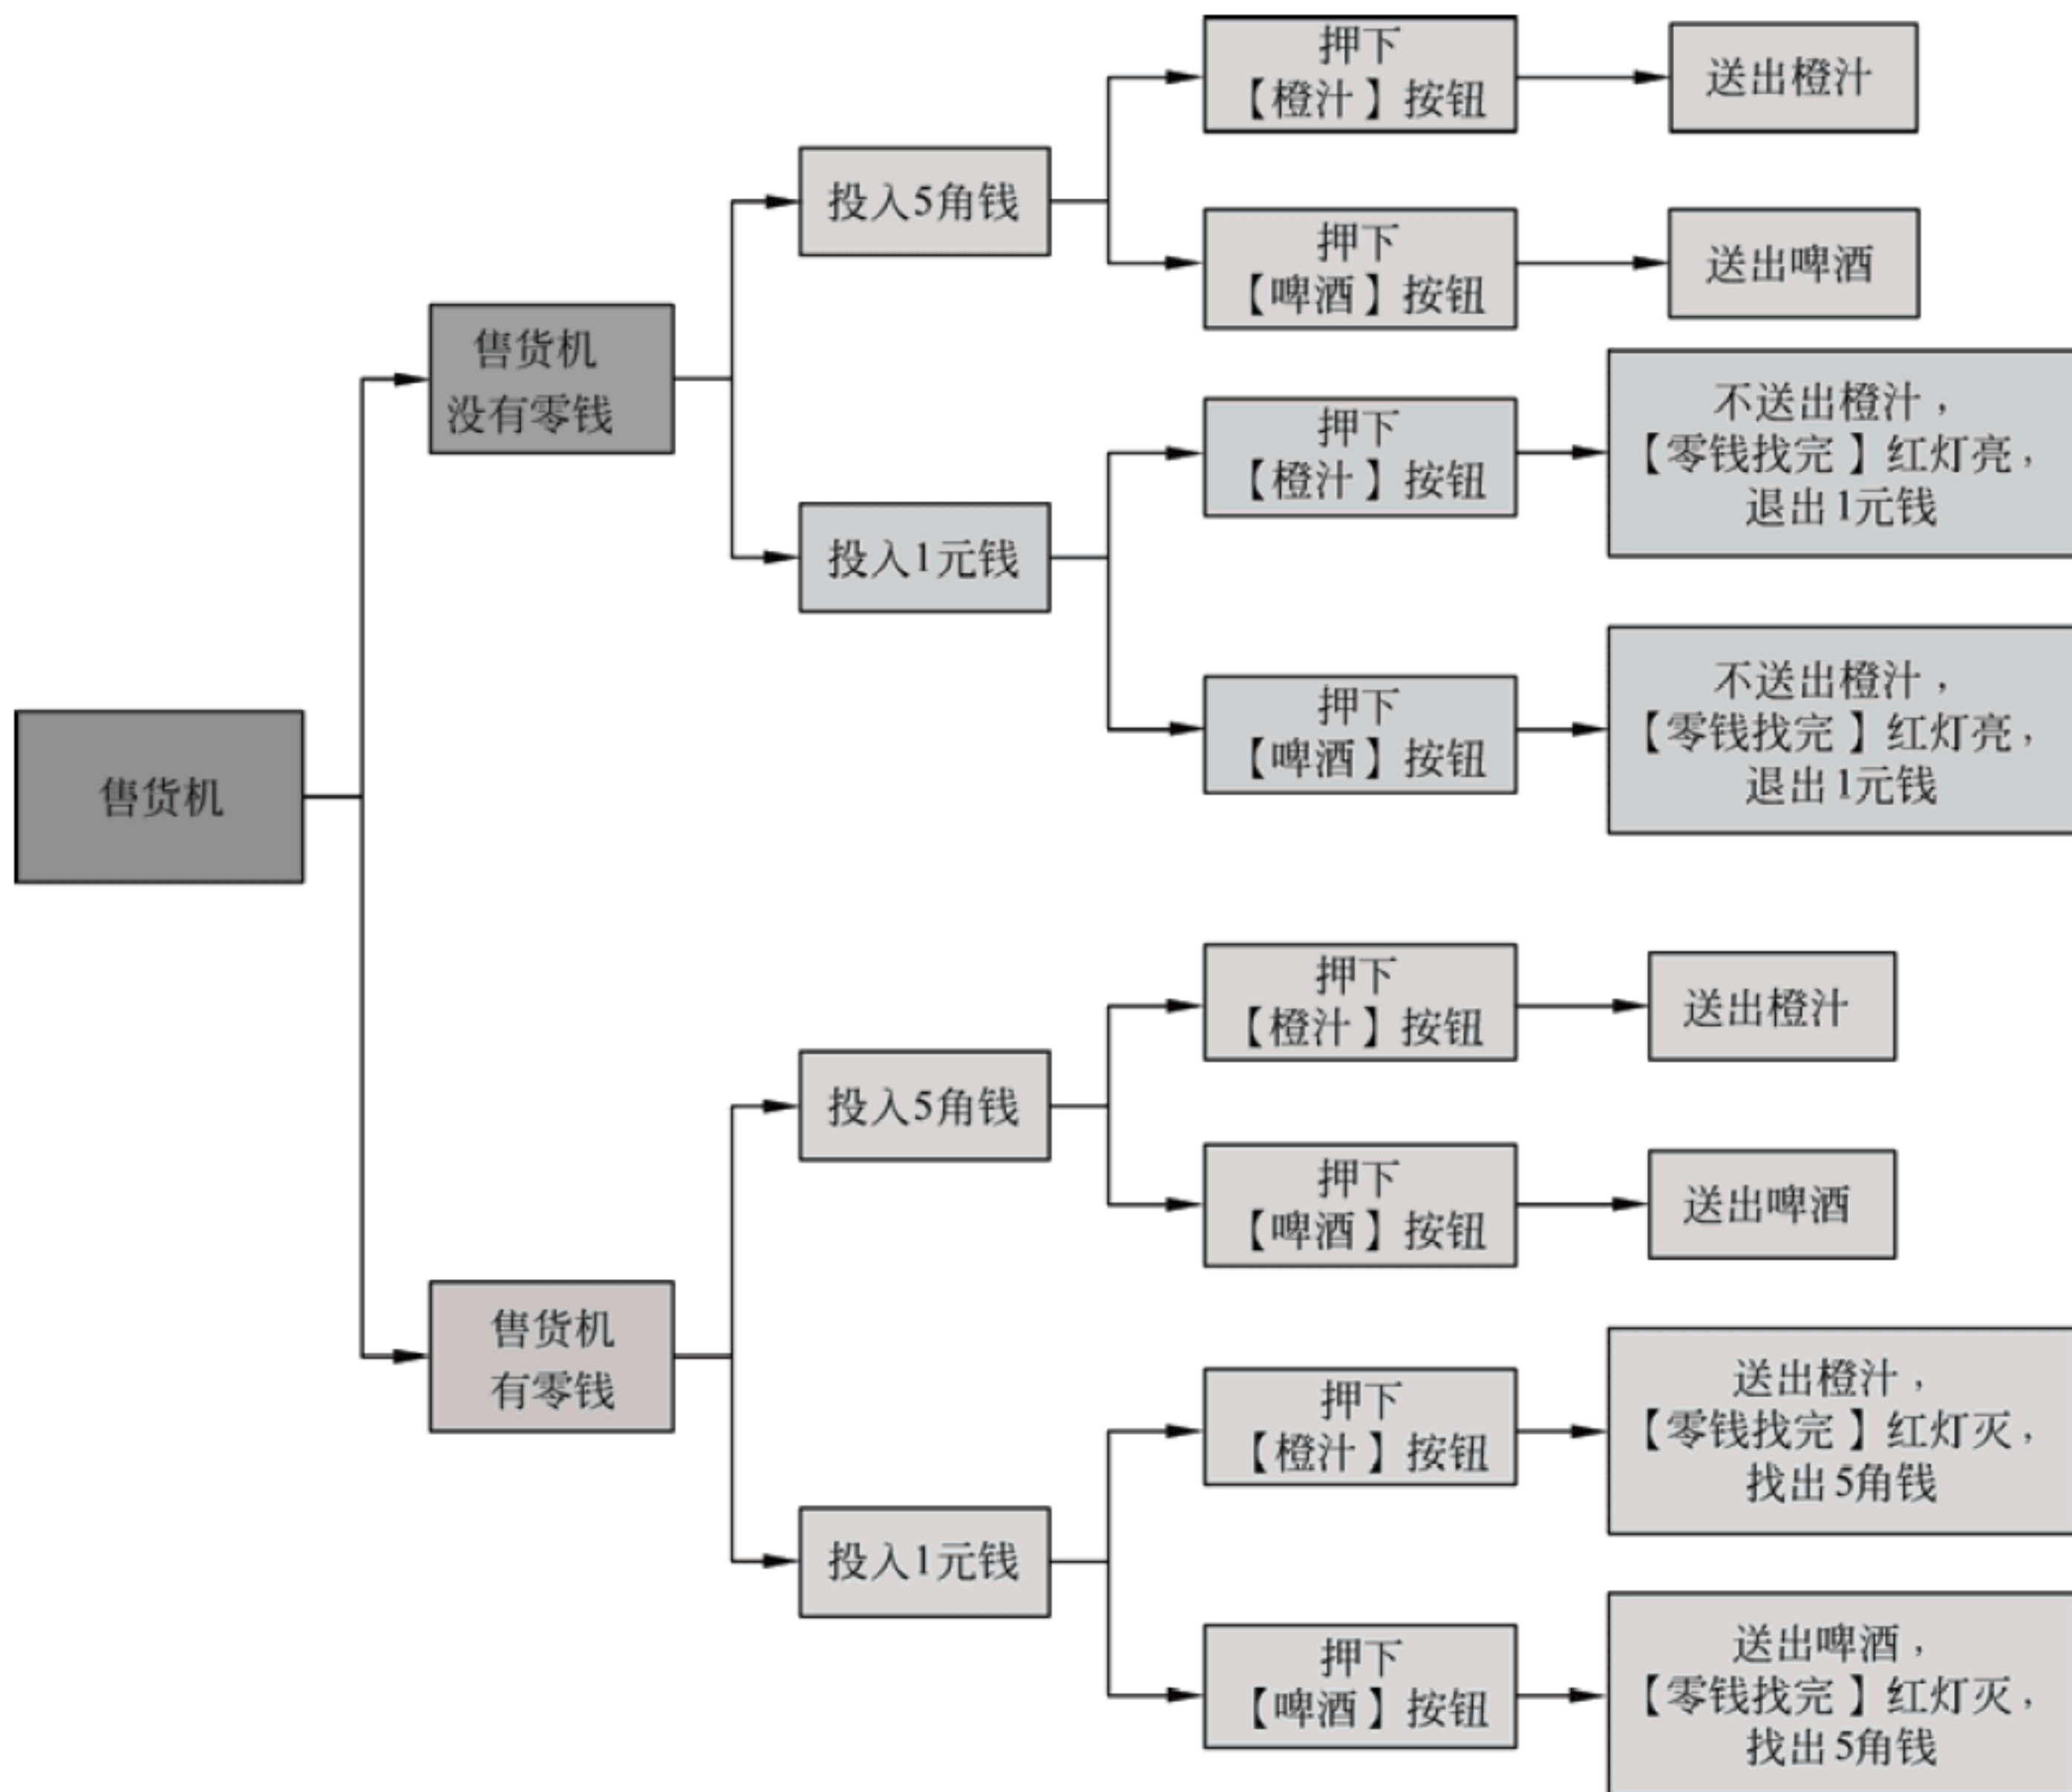 售货机
售货机
没有零钱
投入5角钱
押下
【橙汁】按钮
送出橙汁
押下
【啤酒】按钮
送出啤酒
投入1元钱
押下
【橙汁】按钮
不送出橙汁，
【零钱找完】红灯亮，
退出1元钱
押下
【啤酒】按钮
不送出橙汁，
【零钱找完】红灯亮，
退出1元钱
售货机
有零钱
投入5角钱
押下
【橙汁】按钮
送出橙汁
押下
【啤酒】按钮
送出啤酒
投入1元钱
押下
【橙汁】按钮
送出橙汁，
【零钱找完】红灯灭，
找出5角钱
押下
【啤酒】按钮
送出啤酒，
【零钱找完】红灯灭，
找出5角钱